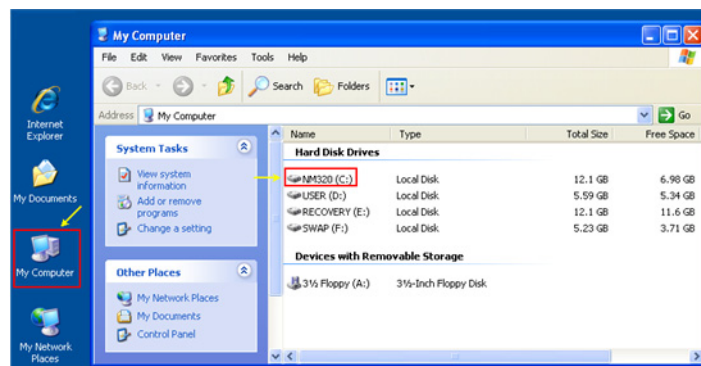 Internet
Explorer
My Documents
My Computer
My Network
Places
My Computer
File Edit View Favorites Tools Help
Back Search Folders
Address My Computer Go
System Tasks
View system
information
Add or remove
programs
Change a setting
Other Places
My Network Places
My Documents
Control Panel
Name Type Total Size Free Space
Hard Disk Drives
NM320 (C:) Local Disk 12.1 GB 6.98 GB
USER (D:) Local Disk 5.59 GB 5.34 GB
RECOVERY (E:) Local Disk 12.1 GB 11.6 GB
SWAP (F:) Local Disk 5.23 GB 3.71 GB
Devices with Removable Storage
3½ Floppy (A:) 3½-Inch Floppy Disk